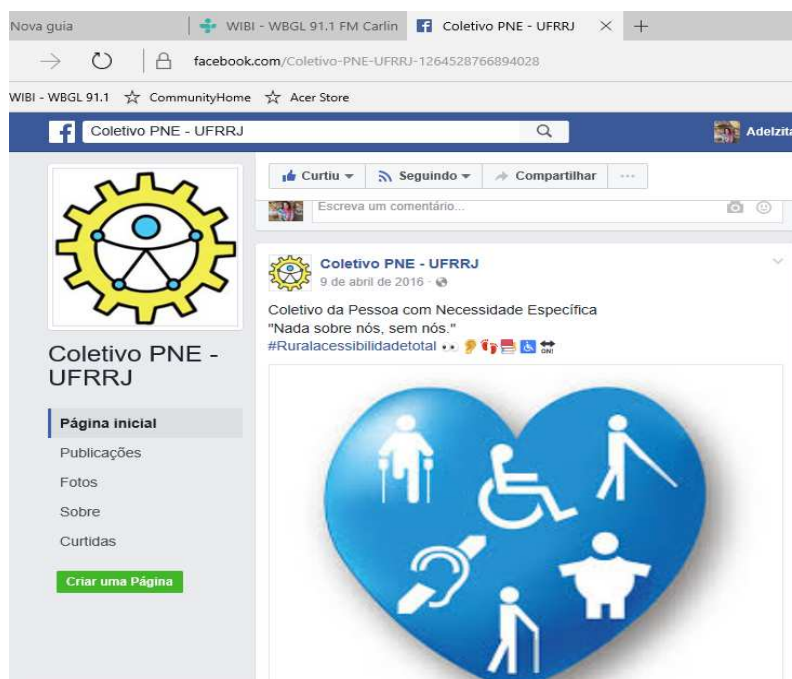 Nova guia
WIBI - WBGL 91.1 FM Carlin
Coletivo PNE - UFRRJ
facebook.com/Coletivo-PNE-UFRRJ-1264528766894028
WIBI - WBGL 91.1 CommunityHome Acer Store
Coletivo PNE - UFRRJ
Adelzita
Curtiu Seguindo Compartilhar
Escreva um comentário...
Coletivo PNE - UFRRJ
9 de abril de 2016
Coletivo da Pessoa com Necessidade Específica
"Nada sobre nós, sem nós."
#Ruralacessibilidadetotal
ON!
Coletivo PNE -
UFRRJ
Página inicial
Publicações
Fotos
Sobre
Curtidas
Criar uma Página